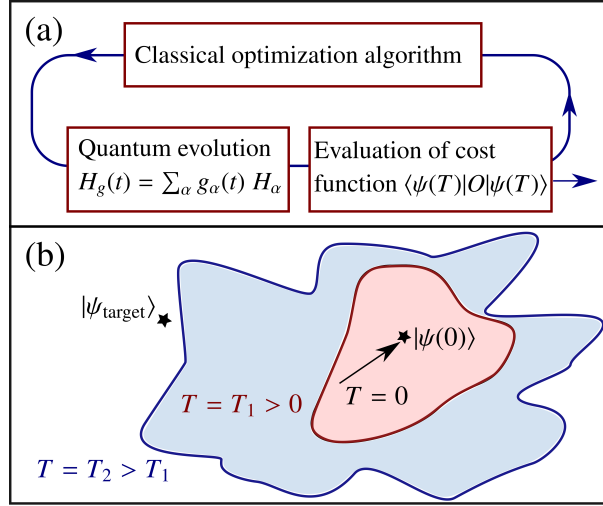 (a)
Classical optimization algorithm
Quantum evolution
H_g(t) = ∑_α g_α(t) H_α
Evaluation of cost
function ⟨ψ(T)|O|ψ(T)⟩
(b)
|ψ_target⟩
|ψ(0)⟩
T = 0
T = T_1 > 0
T = T_2 > T_1